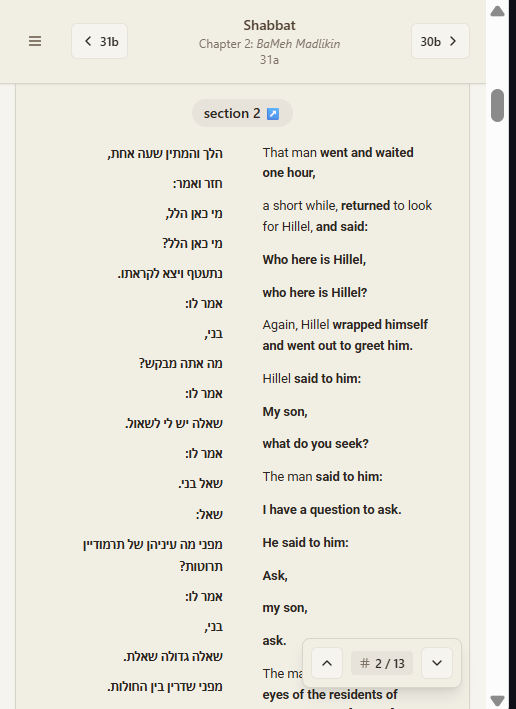 31b
Shabbat
Chapter 2: BaMeh Madlikin
31a
30b
section 2
הלך והמתין שעה אחת,
חזר ואמר:
מי כאן הלל,
מי כאן הלל?
נתעטף ויצא לקראתו.
אמר לו:
בני,
מה אתה מבקש?
אמר לו:
שאלה יש לי לשאול.
אמר לו:
שאל בני.
שאל:
מפני מה עיניהן של תרמודיין
תרוטות?
אמר לו:
בני,
שאלה גדולה שאלת.
מפני שדרין בין החולות.
That man went and waited
one hour,
a short while, returned to look
for Hillel, and said:
Who here is Hillel,
who here is Hillel?
Again, Hillel wrapped himself
and went out to greet him.
Hillel said to him:
My son,
what do you seek?
The man said to him:
I have a question to ask.
He said to him:
Ask,
my son,
ask.
The
eyes of the residents of
# 2 / 13